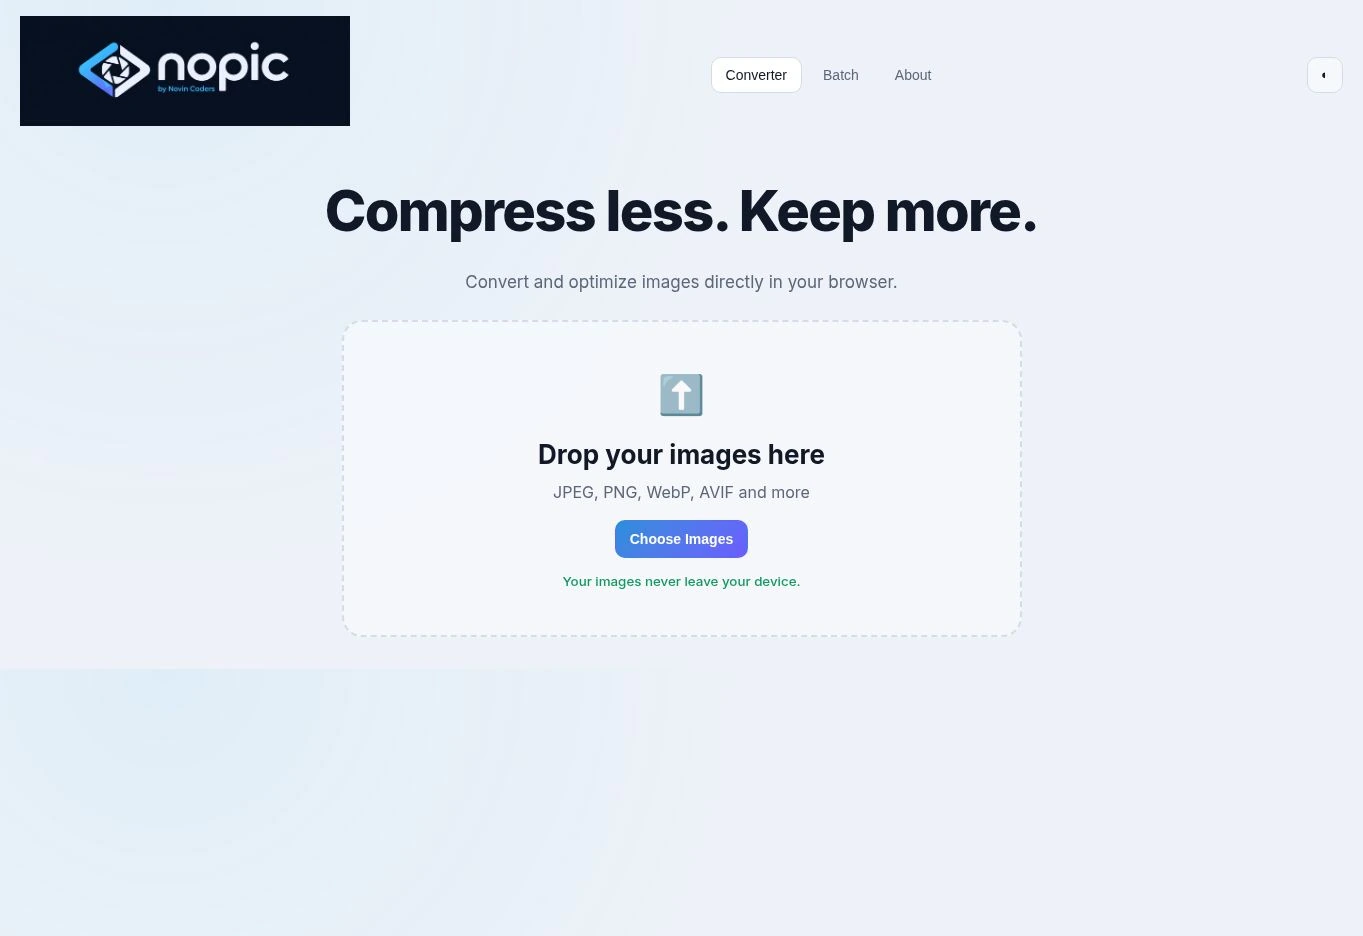 nopic
by Novin Coders
Converter
Batch
About
Compress less. Keep more.
Convert and optimize images directly in your browser.
Drop your images here
JPEG, PNG, WebP, AVIF and more
Choose Images
Your images never leave your device.